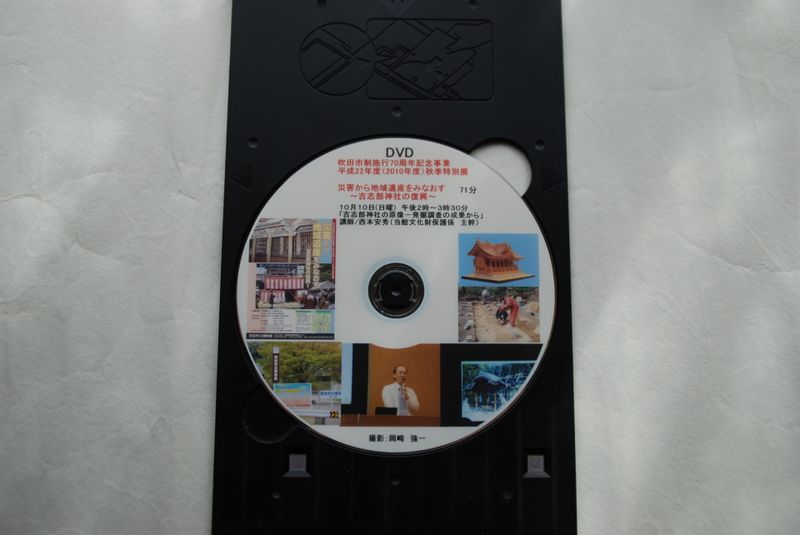 DVD
吹田市制施行70周年記念事業
平成22年度(2010年度)秋季特別展
災害から地域遺産をみなおす 71分
～吉志部神社の復興～
10月10日(日曜) 午後2時～3時30分
「吉志部神社の原像ー発掘調査の成果から」
講師/西本安秀(当館文化財保護係 主幹)
撮影:岡崎 強一